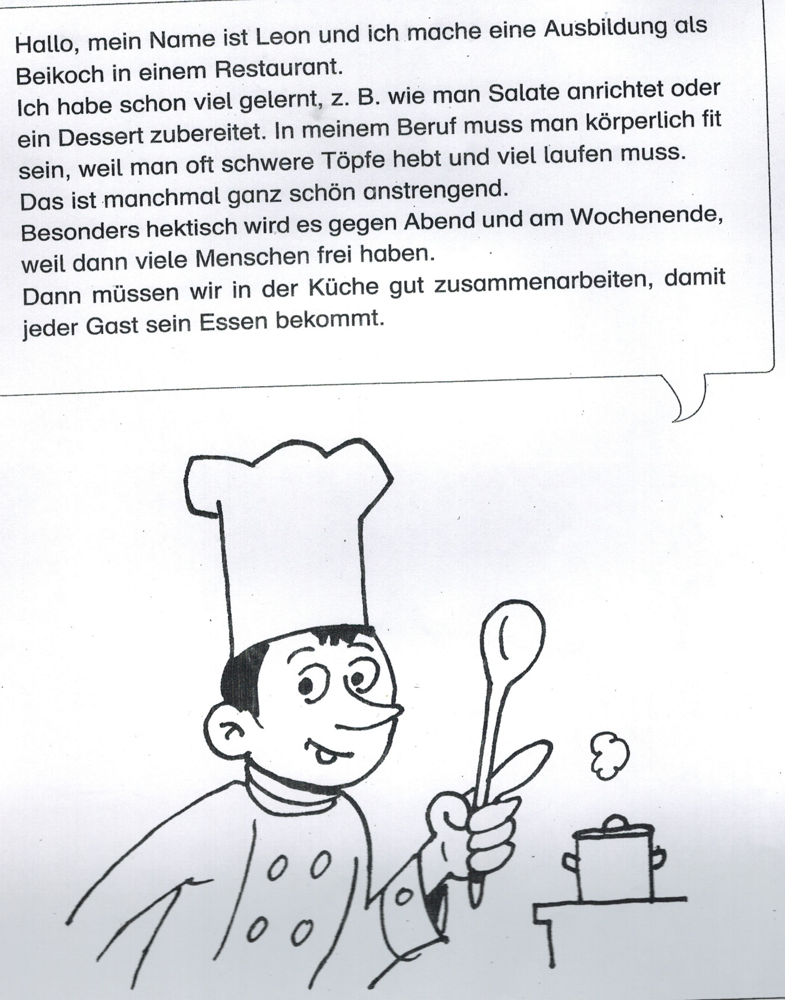 Hallo, mein Name ist Leon und ich mache eine Ausbildung als
Beikoch in einem Restaurant.
Ich habe schon viel gelernt, z. B. wie man Salate anrichtet oder
ein Dessert zubereitet. In meinem Beruf muss man körperlich fit
sein, weil man oft schwere Töpfe hebt und viel laufen muss.
Das ist manchmal ganz schön anstrengend.
Besonders hektisch wird es gegen Abend und am Wochenende,
weil dann viele Menschen frei haben.
Dann müssen wir in der Küche gut zusammenarbeiten, damit
jeder Gast sein Essen bekommt.